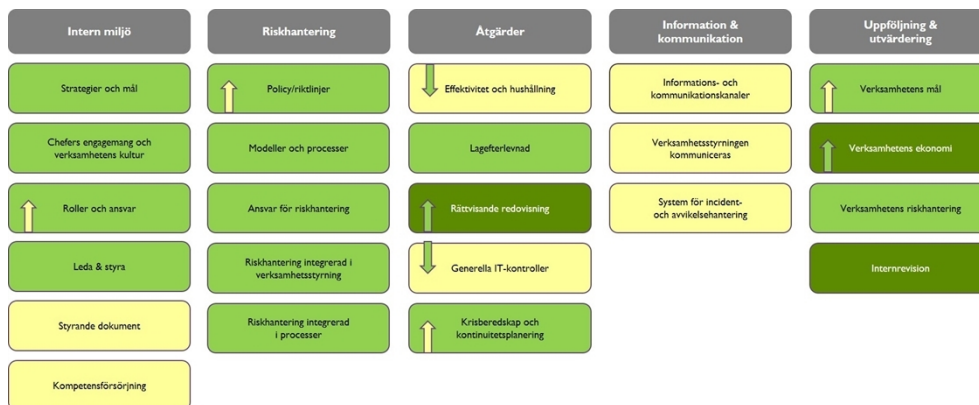 Intern miljö
Strategier och mål
Chefers engagemang och
verksamhetens kultur
Roller och ansvar
Leda & styra
Styrande dokument
Kompetensförsörjning
Riskhantering
Policy/riktlinjer
Modeller och processer
Ansvar för riskhantering
Riskhantering integrerad i
verksamhetsstyrning
Riskhantering integrerad
i processer
Åtgärder
Effektivitet och hushållning
Lagefterlevnad
Rättvisande redovisning
Generella IT-kontroller
Krisberedskap och
kontinuitetsplanering
Information &
kommunikation
Informations- och
kommunikationskanaler
Verksamhetsstyrningen
kommuniceras
System för incident-
och avvikelsehantering
Uppföljning &
utvärdering
Verksamhetens mål
Verksamhetens ekonomi
Verksamhetens riskhantering
Internrevision